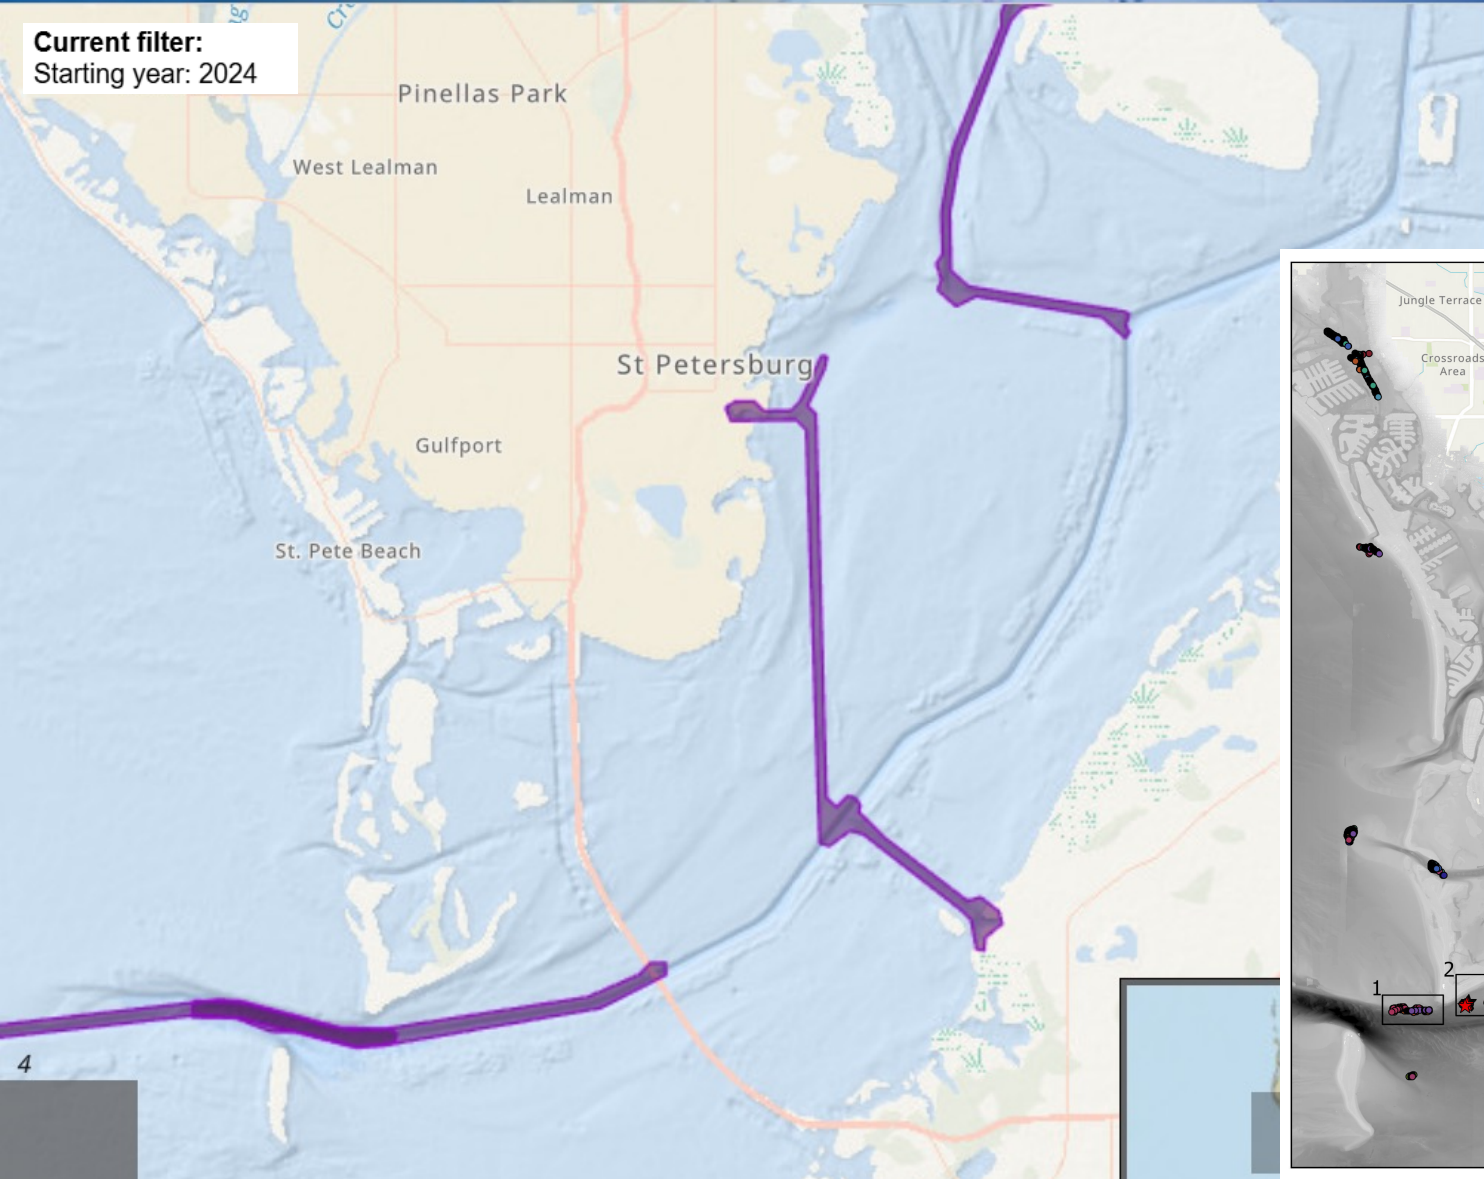 Current filter:
Starting year: 2024
Pinellas Park
West Lealman
Lealman
St Petersburg
Gulfport
St. Pete Beach
4
Jungle Terrace
Crossroads
Area
1
2